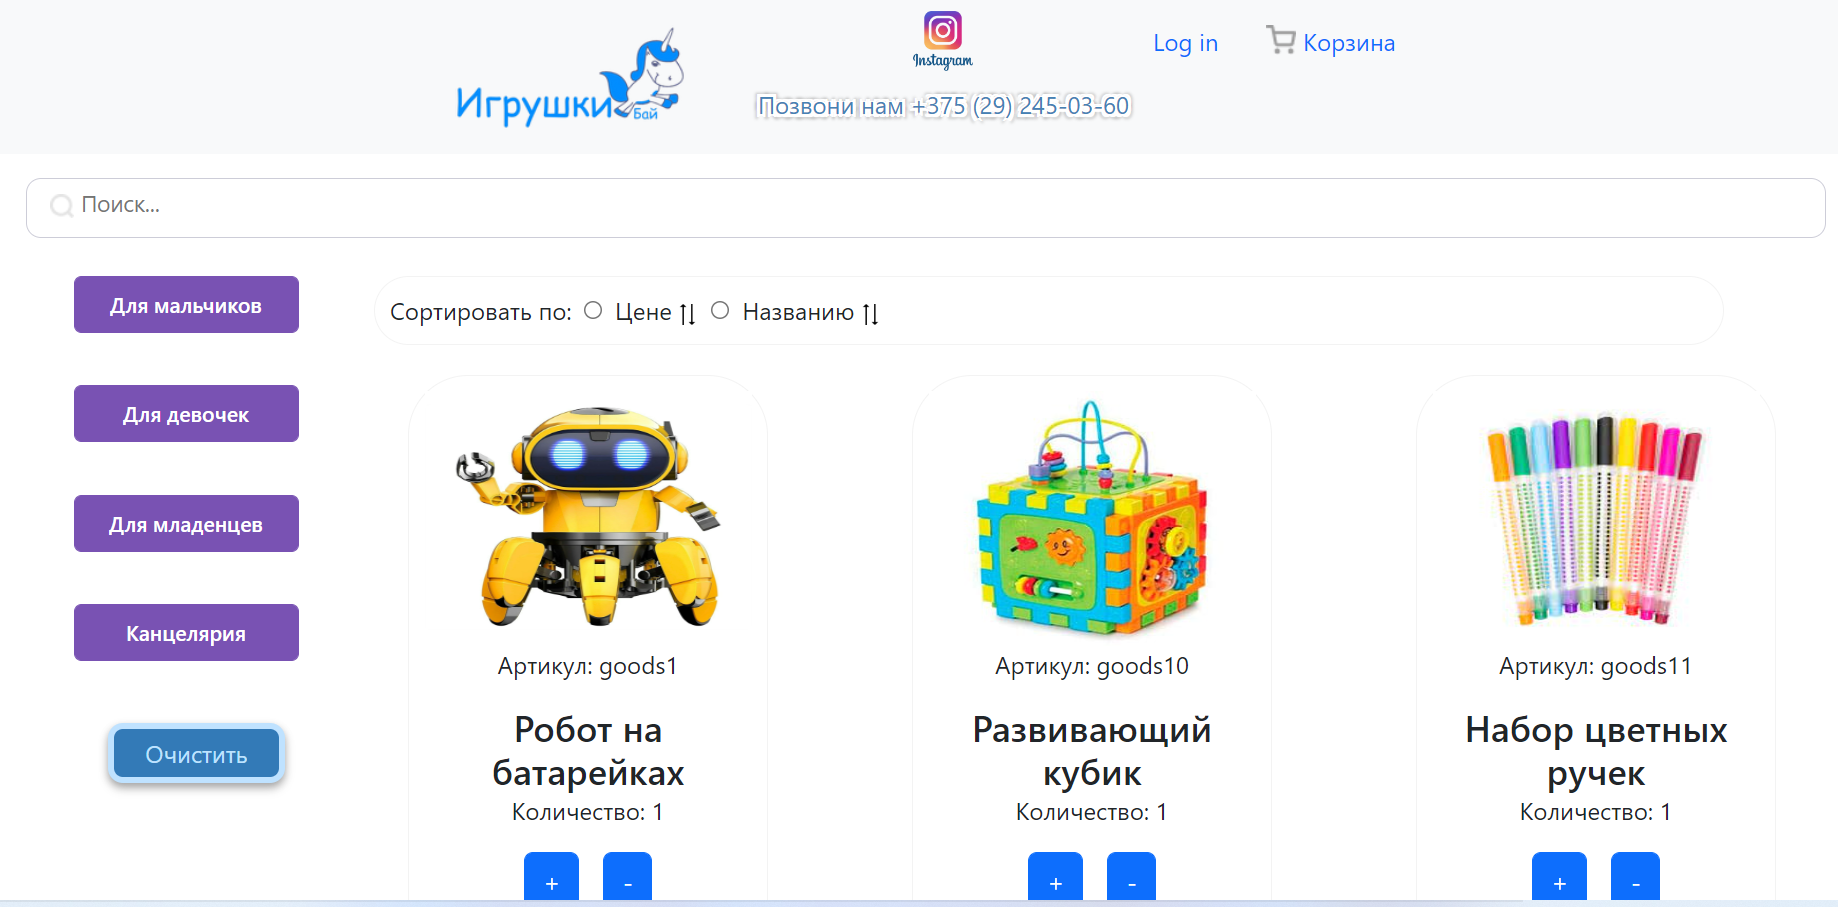 Игрушки
Бай
Instagram
Позвони нам +375 (29) 245-03-60
Log in
Корзина
Поиск...
Для мальчиков
Для девочек
Для младенцев
Канцелярия
Очистить
Сортировать по: Цене Названию
Артикул: goods1
Робот на
батарейках
Количество: 1
+ -
Артикул: goods10
Развивающий
кубик
Количество: 1
+ -
Артикул: goods11
Набор цветных
ручек
Количество: 1
+ -